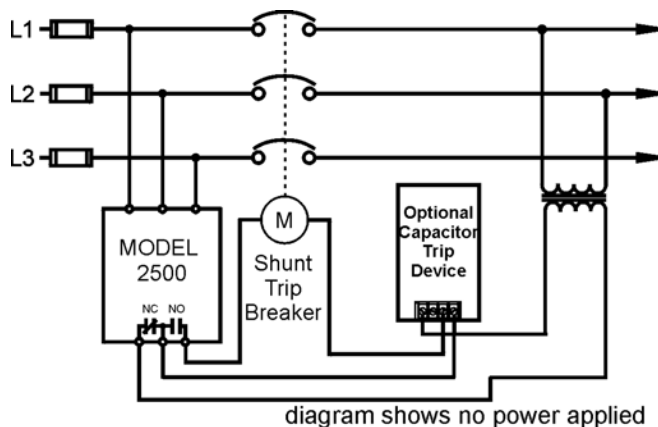 L1
L2
L3
MODEL
2500
NC
NO
M
Shunt
Trip
Breaker
Optional
Capacitor
Trip
Device
diagram shows no power applied